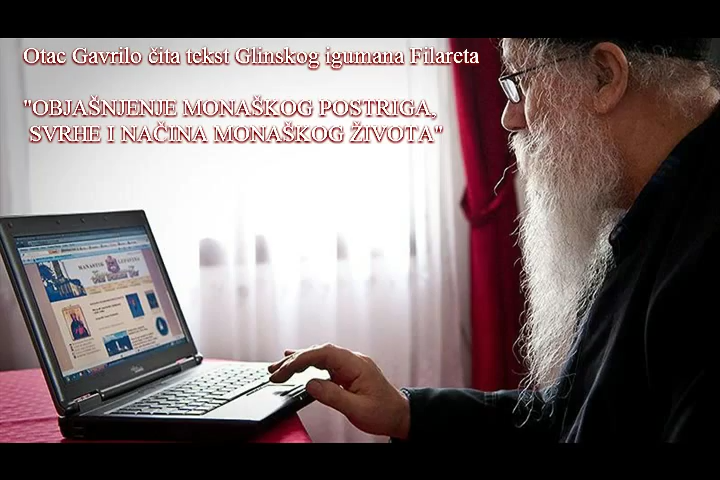 Otac Gavrilo čita tekst Glinskog igumana Filareta
"OBJAŠNJENJE MONAŠKOG POSTRIGA,
SVRHE I NAČINA MONAŠKOG ŽIVOTA"